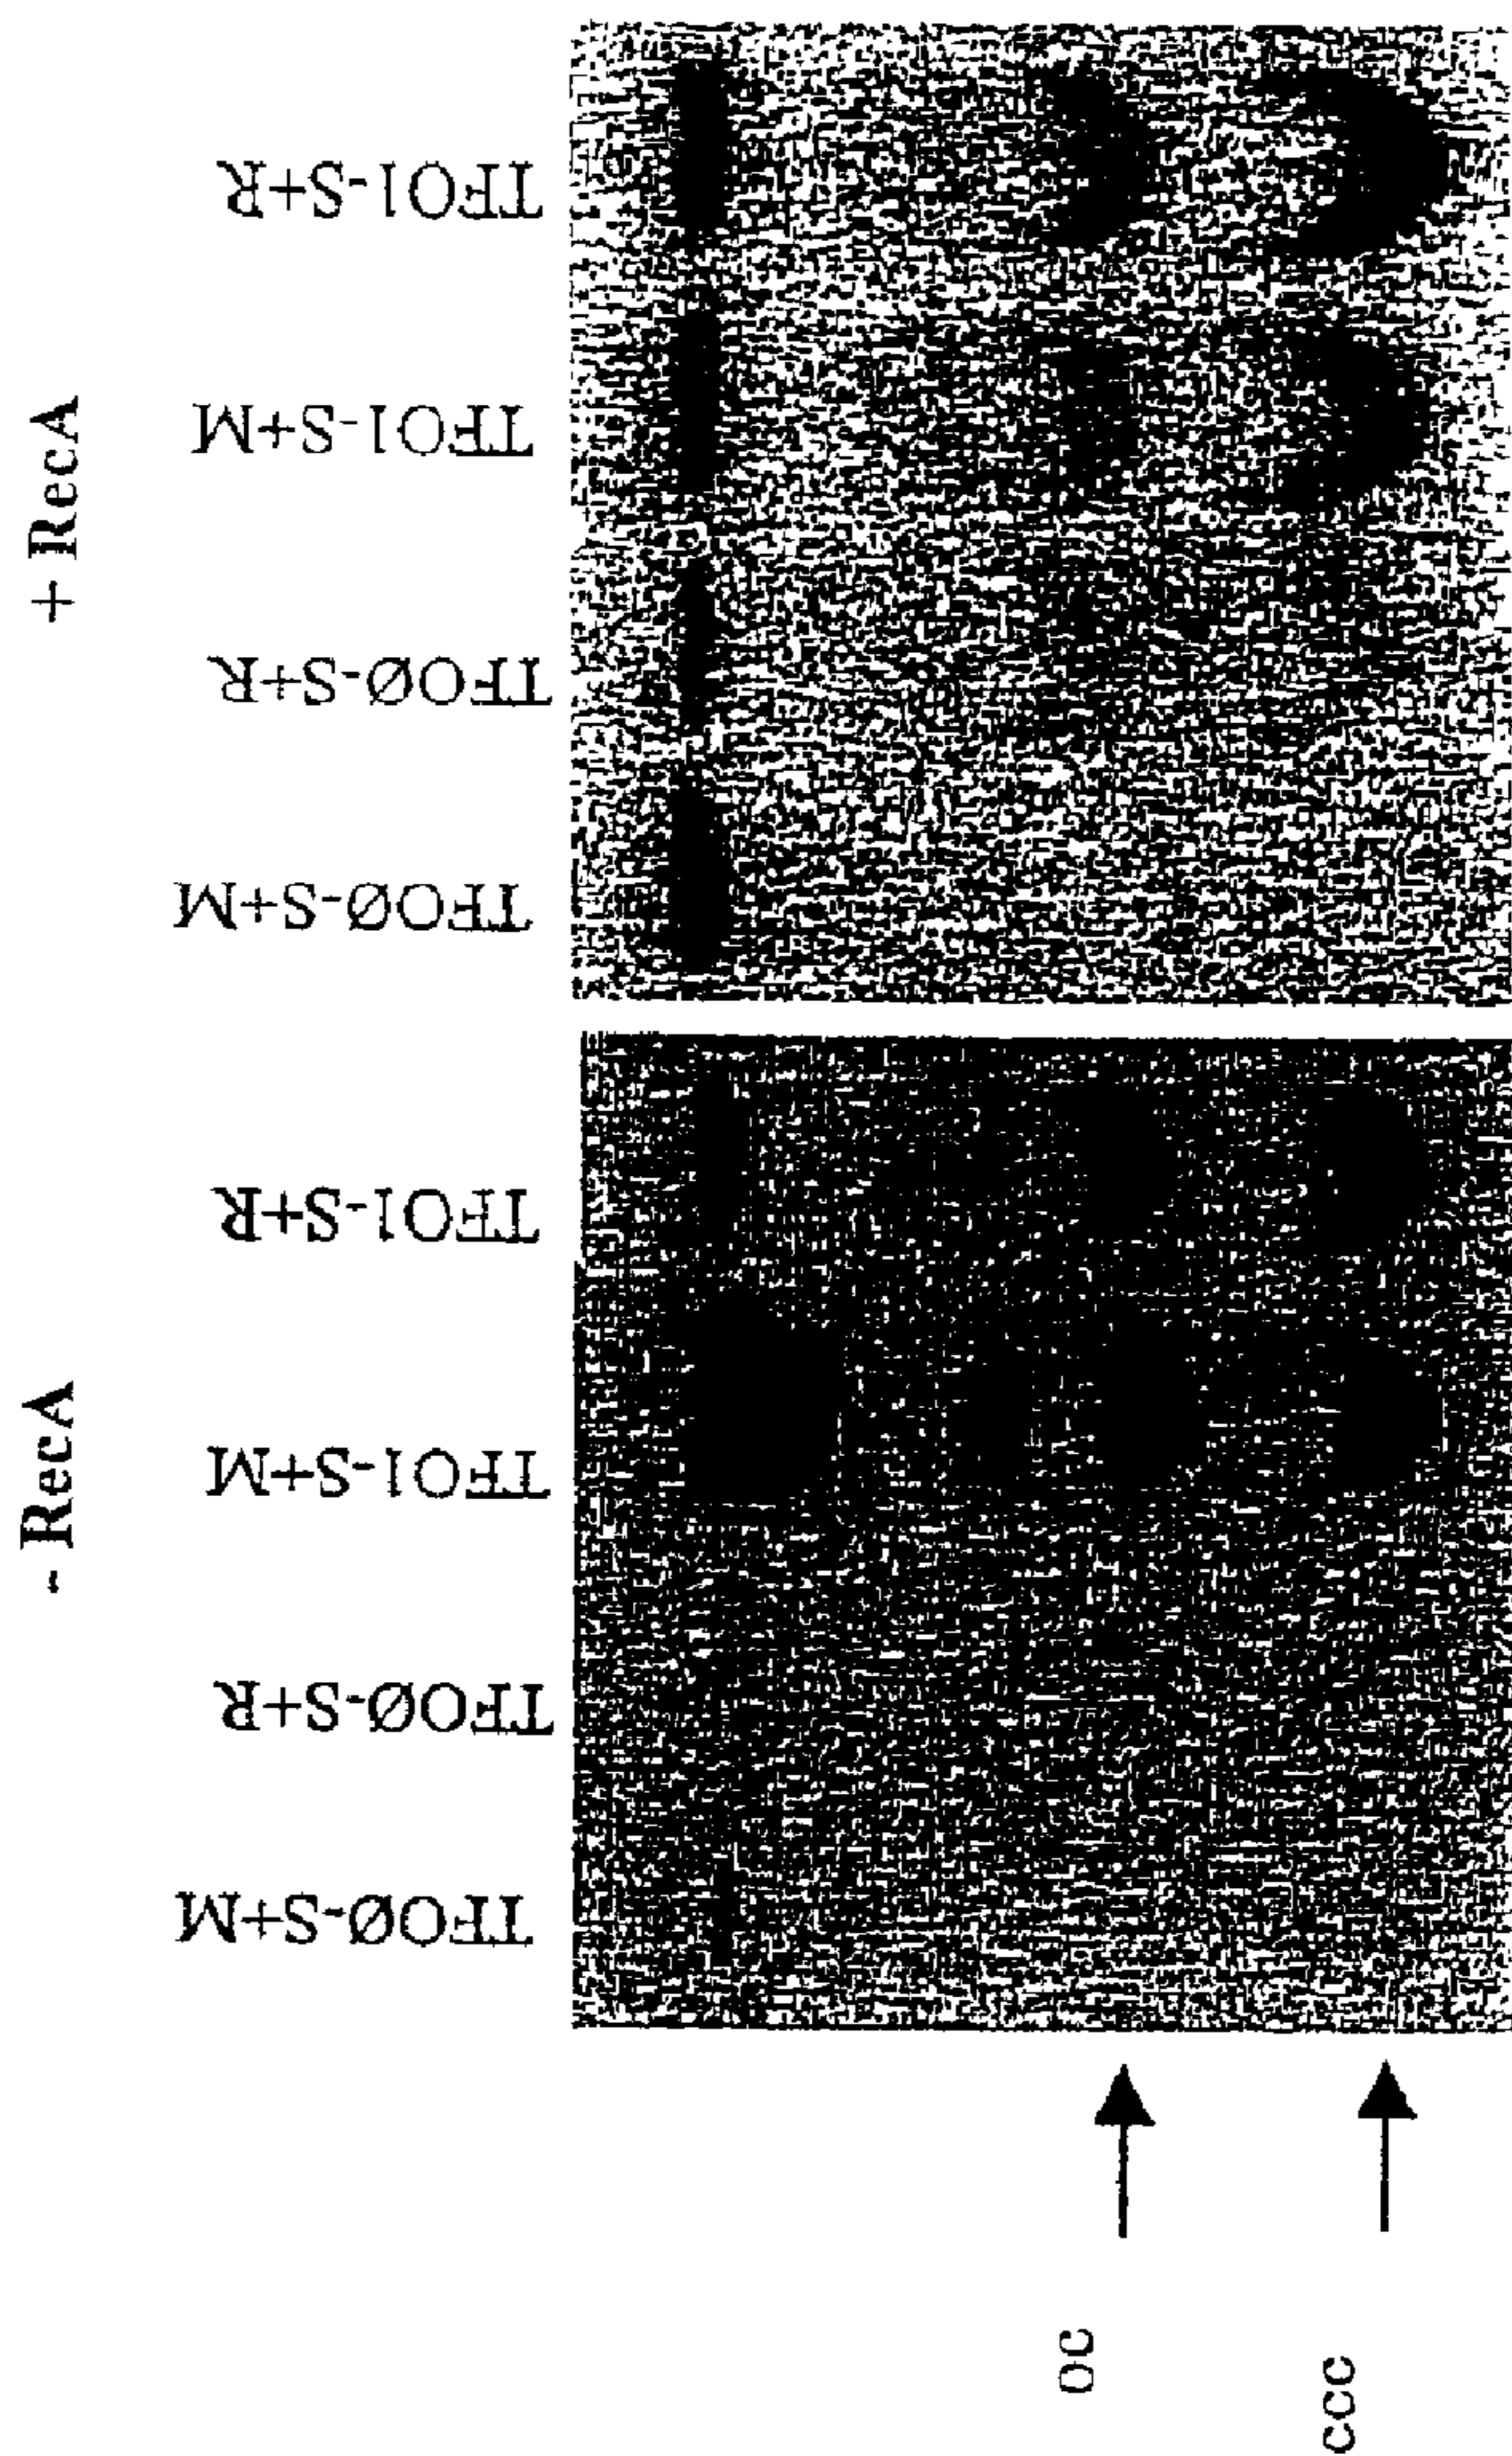 - RecA
+ RecA
TFOØ-S+M
TFOØ-S+R
TFO1-S+M
TFO1-S+R
TFOØ-S+M
TFOØ-S+R
TFO1-S+M
TFO1-S+R
oc
ccc